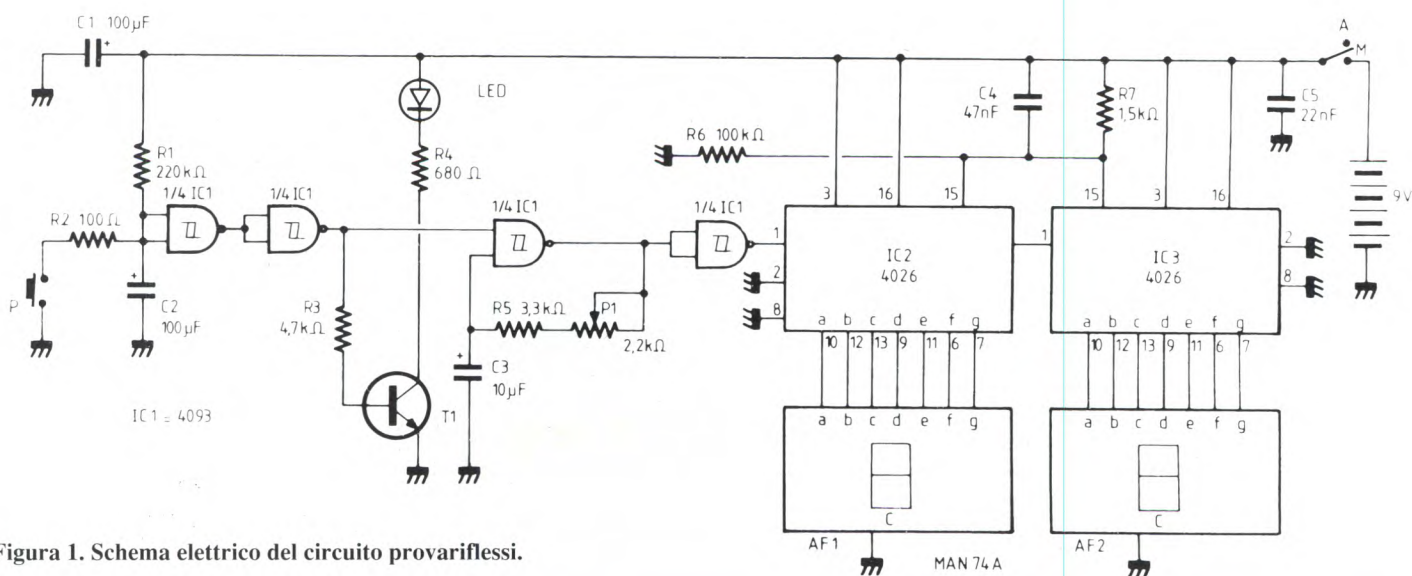 C1 100µF
A
M
LED
C4
47nF
R7
1,5kΩ
C5
22nF
R6 100kΩ
R1
220kΩ
R4
680 Ω
9V
1/4 IC1
1/4 IC1
1/4 IC1
1/4 IC1
3
16
15
15
3
16
R2 100Ω
P
C2
100µF
R3
4,7kΩ
R5 3,3kΩ
P1
2,2kΩ
C3
10µF
T1
IC1 = 4093
1
2
8
IC2
4026
a b c d e f g
10 12 13 9 11 6 7
1
IC3
4026
2
8
a b c d e f g
10 12 13 9 11 6 7
a b c d e f g
C
AF1
MAN 74A
a b c d e f g
C
AF2
Figura 1. Schema elettrico del circuito provariflessi.